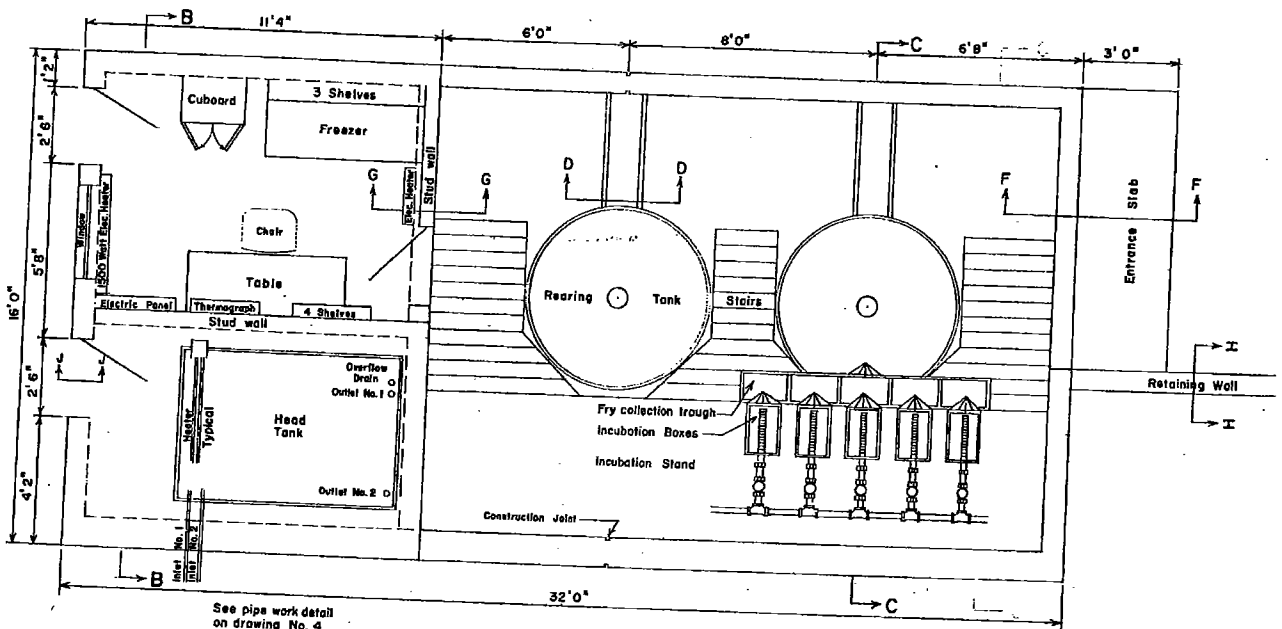 B
11'4"
6'0"
8'0"
C
6'8"
3'0"
1'2"
2'6"
5'8"
16'0"
2'6"
4'2"
Cuboard
3 Shelves
Freezer
Stud wall
Elec. Heater
G
G
D
D
F
F
Window
1500 Watt Elec. Heater
Chair
Table
Electric Panel
Thermograph
4 Shelves
Stud wall
Rearing Tank
Stairs
Entrance Slab
Overflow
Drain
Outlet No. 1
Heater
Typical
Head
Tank
Outlet No. 2
Fry collection trough
Incubation Boxes
Incubation Stand
Construction Joint
H
Retaining Wall
H
Inlet No. 1
Inlet No. 2
B
C
32'0"
See pipe work detail
on drawing No. 4